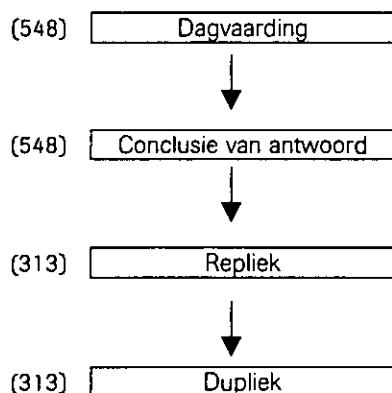 (548) Dagvaarding
(548) Conclusie van antwoord
(313) Repliek
(313) Dupliek